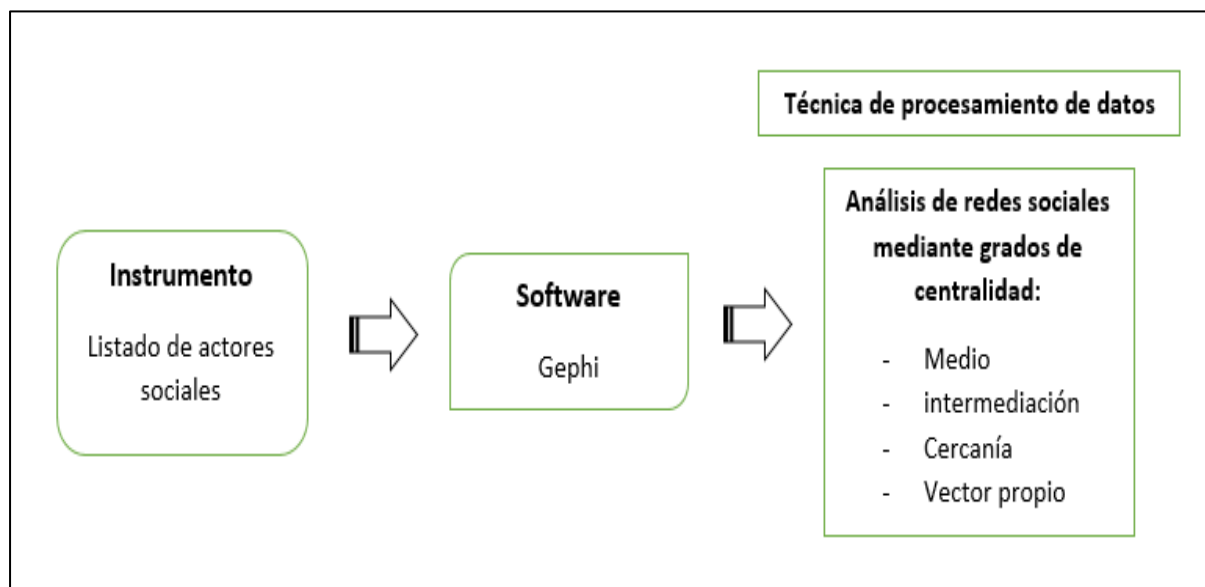 Técnica de procesamiento de datos
Instrumento
Listado de actores
sociales
Software
Gephi
Análisis de redes sociales
mediante grados de
centralidad:
- Medio
- intermediación
- Cercanía
- Vector propio